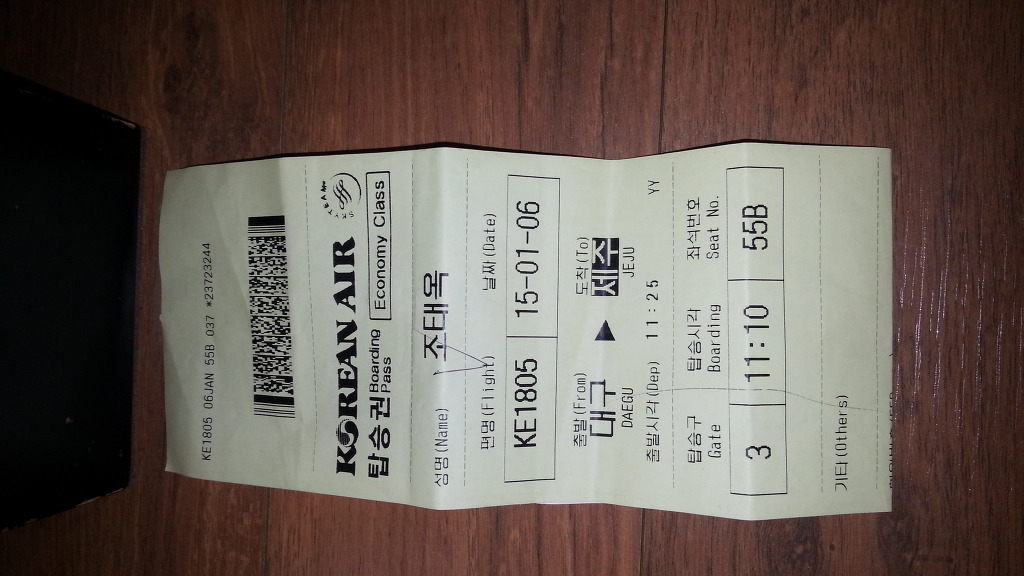 KE1805 06JAN 55B 037 *23723244
KOREAN AIR
SKYTEAM
탑승권 Boarding Pass
Economy Class
성명(Name) 조태옥
편명(Flight) 날짜(Date)
KE1805 15-01-06
출발(From) 도착(To)
대구 ▶ 제주
DAEGU JEJU
출발시각(Dep) 11:25 YY
탑승구 탑승시각 좌석번호
Gate Boarding Seat No.
3 11:10 55B
기타(Others)